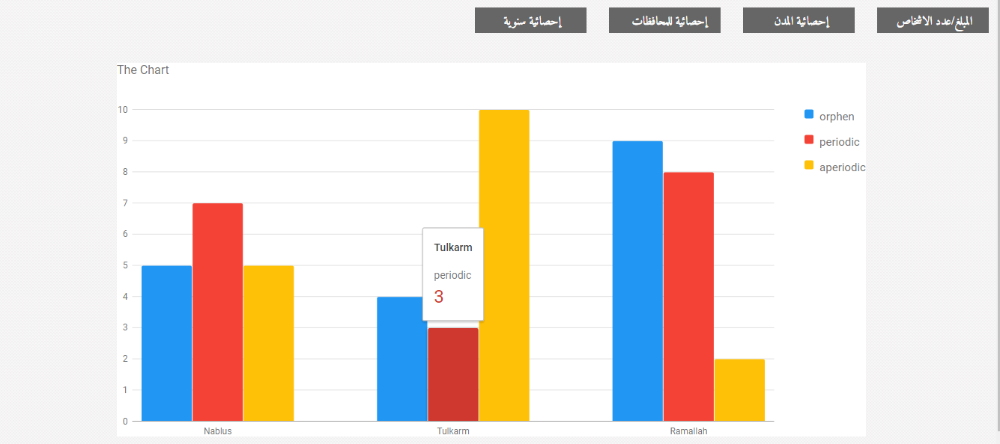 المبلغ/عدد الاشخاص
إحصائية المدن
إحصائية للمحافظات
إحصائية سنوية
The Chart
10
9
8
7
6
5
4
3
2
1
0
orphen
periodic
aperiodic
Tulkarm
periodic
3
Nablus
Tulkarm
Ramallah